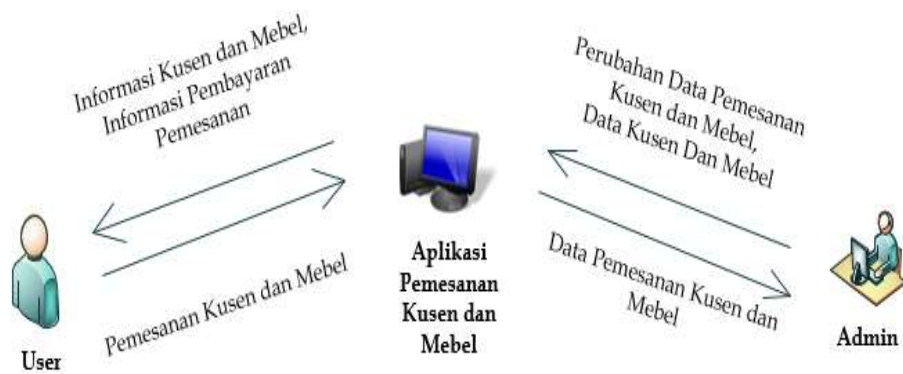 Informasi Kusen dan Mebel,
Informasi Pembayaran
Pemesanan
Pemesanan Kusen dan Mebel
User
Aplikasi
Pemesanan
Kusen dan
Mebel
Perubahan Data Pemesanan
Kusen dan Mebel,
Data Kusen Dan Mebel
Data Pemesanan Kusen dan
Mebel
Admin